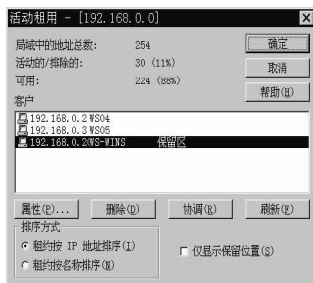 活动租用 - [192.168.0.0]
局域中的地址总数: 254
活动的/排除的: 30 (11%)
可用: 224 (88%)
客户
确定
取消
帮助(H)
192.168.0.2 WS04
192.168.0.3 WS05
192.168.0.20WS-WINS 保留区
属性(P)... 删除(D) 协调(R) 刷新(F)
排序方式
租约按 IP 地址排序(I)
租约按名称排序(N)
仅显示保留位置(S)